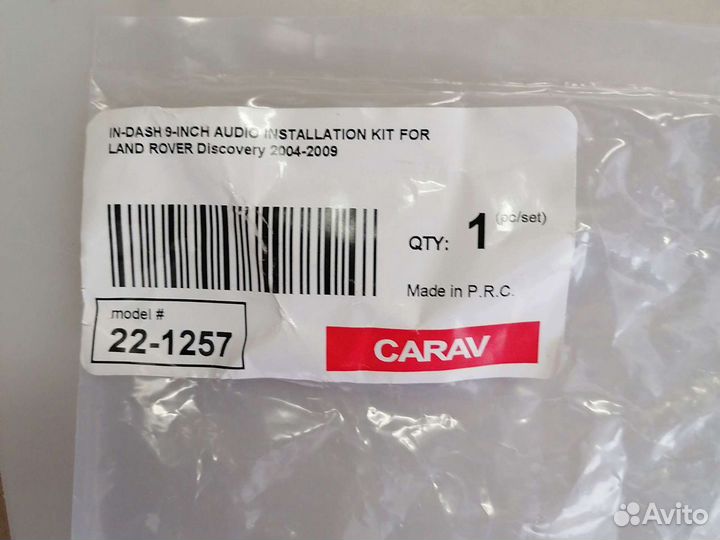 IN-DASH 9-INCH AUDIO INSTALLATION KIT FOR
LAND ROVER Discovery 2004-2009
QTY: 1 (pc/set)
Made in P.R.C.
model #
22-1257
CARAV
Avito